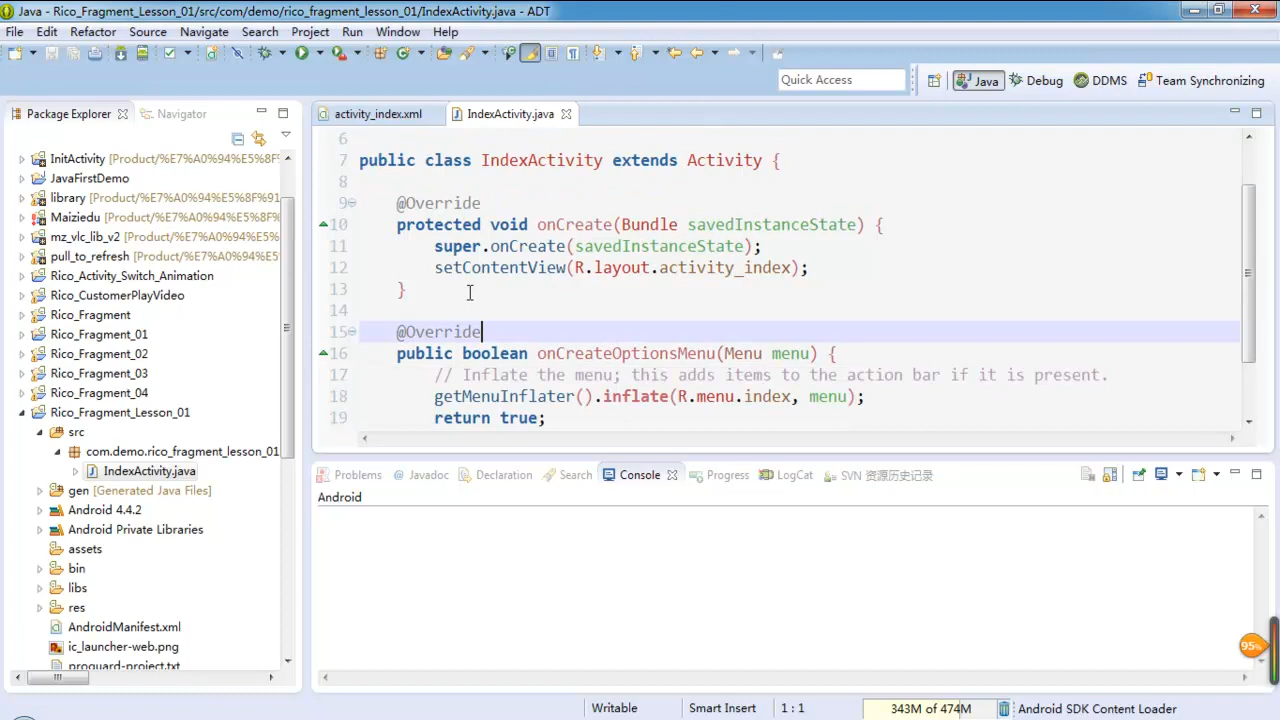 Java - Rico_Fragment_Lesson_01/src/com/demo/rico_fragment_lesson_01/IndexActivity.java - ADT
File Edit Refactor Source Navigate Search Project Run Window Help
Quick Access
Java Debug DDMS Team Synchronizing
Package Explorer Navigator
InitActivity [Product/%E7%A0%94%E5%8F%
JavaFirstDemo
library [Product/%E7%A0%94%E5%8F%91
Maiziedu [Product/%E7%A0%94%E5%8F%
mz_vlc_lib_v2 [Product/%E7%A0%94%E5%
pull_to_refresh [Product/%E7%A0%94%E5%
Rico_Activity_Switch_Animation
Rico_CustomerPlayVideo
Rico_Fragment
Rico_Fragment_01
Rico_Fragment_02
Rico_Fragment_03
Rico_Fragment_04
Rico_Fragment_Lesson_01
src
com.demo.rico_fragment_lesson_01
IndexActivity.java
gen [Generated Java Files]
Android 4.4.2
Android Private Libraries
assets
bin
libs
res
AndroidManifest.xml
ic_launcher-web.png
proguard-project.txt
activity_index.xml IndexActivity.java
6
7 public class IndexActivity extends Activity {
8
9 @Override
10 protected void onCreate(Bundle savedInstanceState) {
11 super.onCreate(savedInstanceState);
12 setContentView(R.layout.activity_index);
13 }
14
15 @Override
16 public boolean onCreateOptionsMenu(Menu menu) {
17 // Inflate the menu; this adds items to the action bar if it is present.
18 getMenuInflater().inflate(R.menu.index, menu);
19 return true;
Problems Javadoc Declaration Search Console Progress LogCat SVN 资源历史记录
Android
95%
Writable Smart Insert 1 : 1 343M of 474M Android SDK Content Loader